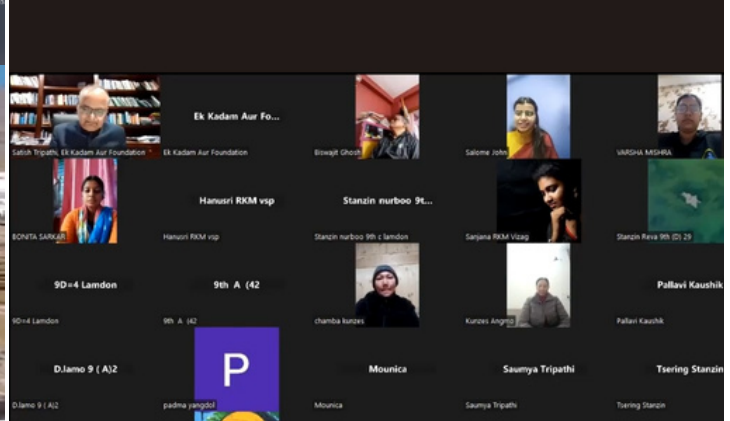 Satish Tripathi, Ek Kadam Aur Foundation
Ek Kadam Aur Fo...
Ek Kadam Aur Foundation
Biswajit Ghosh
Salome John
VARSHA MISHRA
BONITA SARKAR
Hanusri RKM vsp
Hanusri RKM vsp
Stanzin nurboo 9t...
Stanzin nurboo 9th c lamdon
Sanjana RKM Vizag
Stanzin Reva 9th (D) 29
9D=4 Lamdon
9D=4 Lamdon
9th A (42
9th A (42
chamba kunzes
Kunzes Angmo
Pallavi Kaushik
Pallavi Kaushik
D.lamo 9 ( A)2
D.lamo 9 ( A)2
P
padma yangdol
Mounica
Mounica
Saumya Tripathi
Saumya Tripathi
Tsering Stanzin
Tsering Stanzin